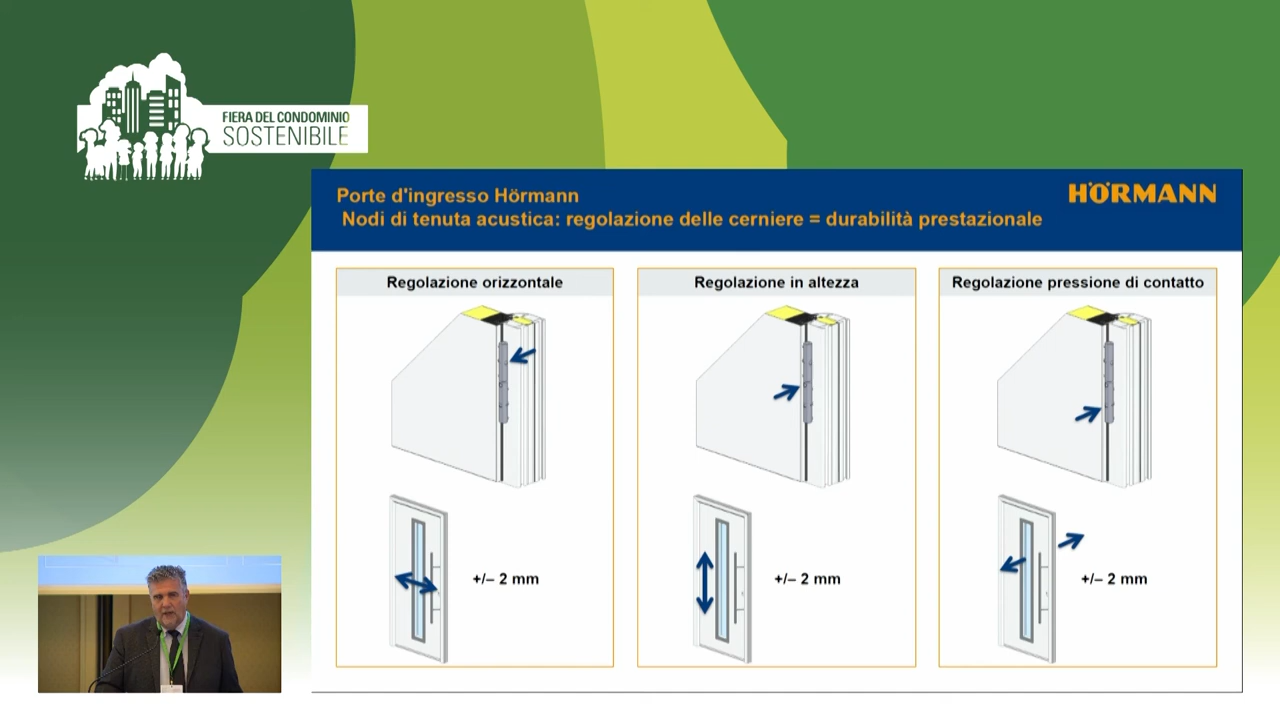 FIERA DEL CONDOMINIO
SOSTENIBILE
Porte d'ingresso Hörmann
HÖRMANN
Nodi di tenuta acustica: regolazione delle cerniere = durabilità prestazionale
Regolazione orizzontale
Regolazione in altezza
Regolazione pressione di contatto
+/– 2 mm
+/– 2 mm
+/– 2 mm